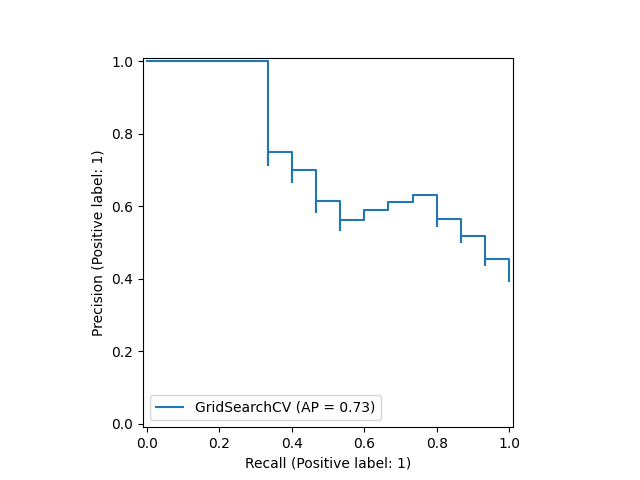 1.0
0.8
0.6
0.4
0.2
0.0
Precision (Positive label: 1)
GridSearchCV (AP = 0.73)
0.0 0.2 0.4 0.6 0.8 1.0
Recall (Positive label: 1)